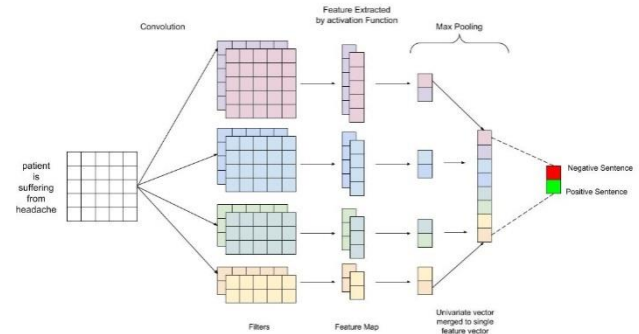 Feature Extracted
by activation Function
Convolution
Max Pooling
patient
is
suffering
from
headache
Negative Sentence
Positive Sentence
Filters
Feature Map
Univariate vector
merged to single
feature vector